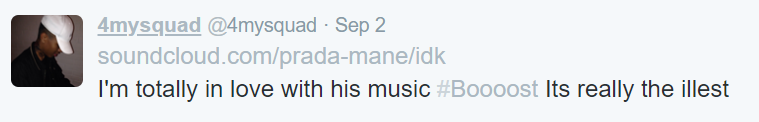 4mysquad @4mysquad · Sep 2
soundcloud.com/prada-mane/idk
I'm totally in love with his music #Boooost Its really the illest